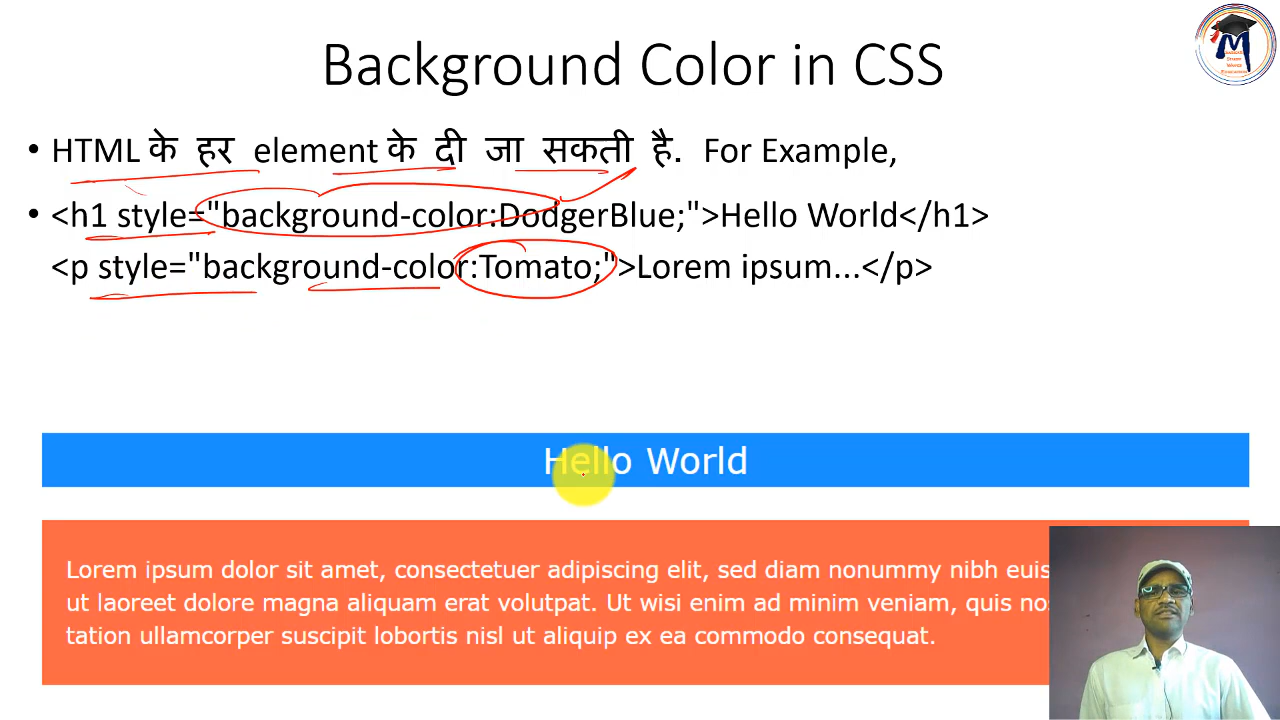 Background Color in CSS
• HTML के हर element के दी जा सकती है. For Example,
• <h1 style="background-color:DodgerBlue;">Hello World</h1>
<p style="background-color:Tomato;">Lorem ipsum...</p>
Hello World
Lorem ipsum dolor sit amet, consectetuer adipiscing elit, sed diam nonummy nibh euis
ut laoreet dolore magna aliquam erat volutpat. Ut wisi enim ad minim veniam, quis no
tation ullamcorper suscipit lobortis nisl ut aliquip ex ea commodo consequat.